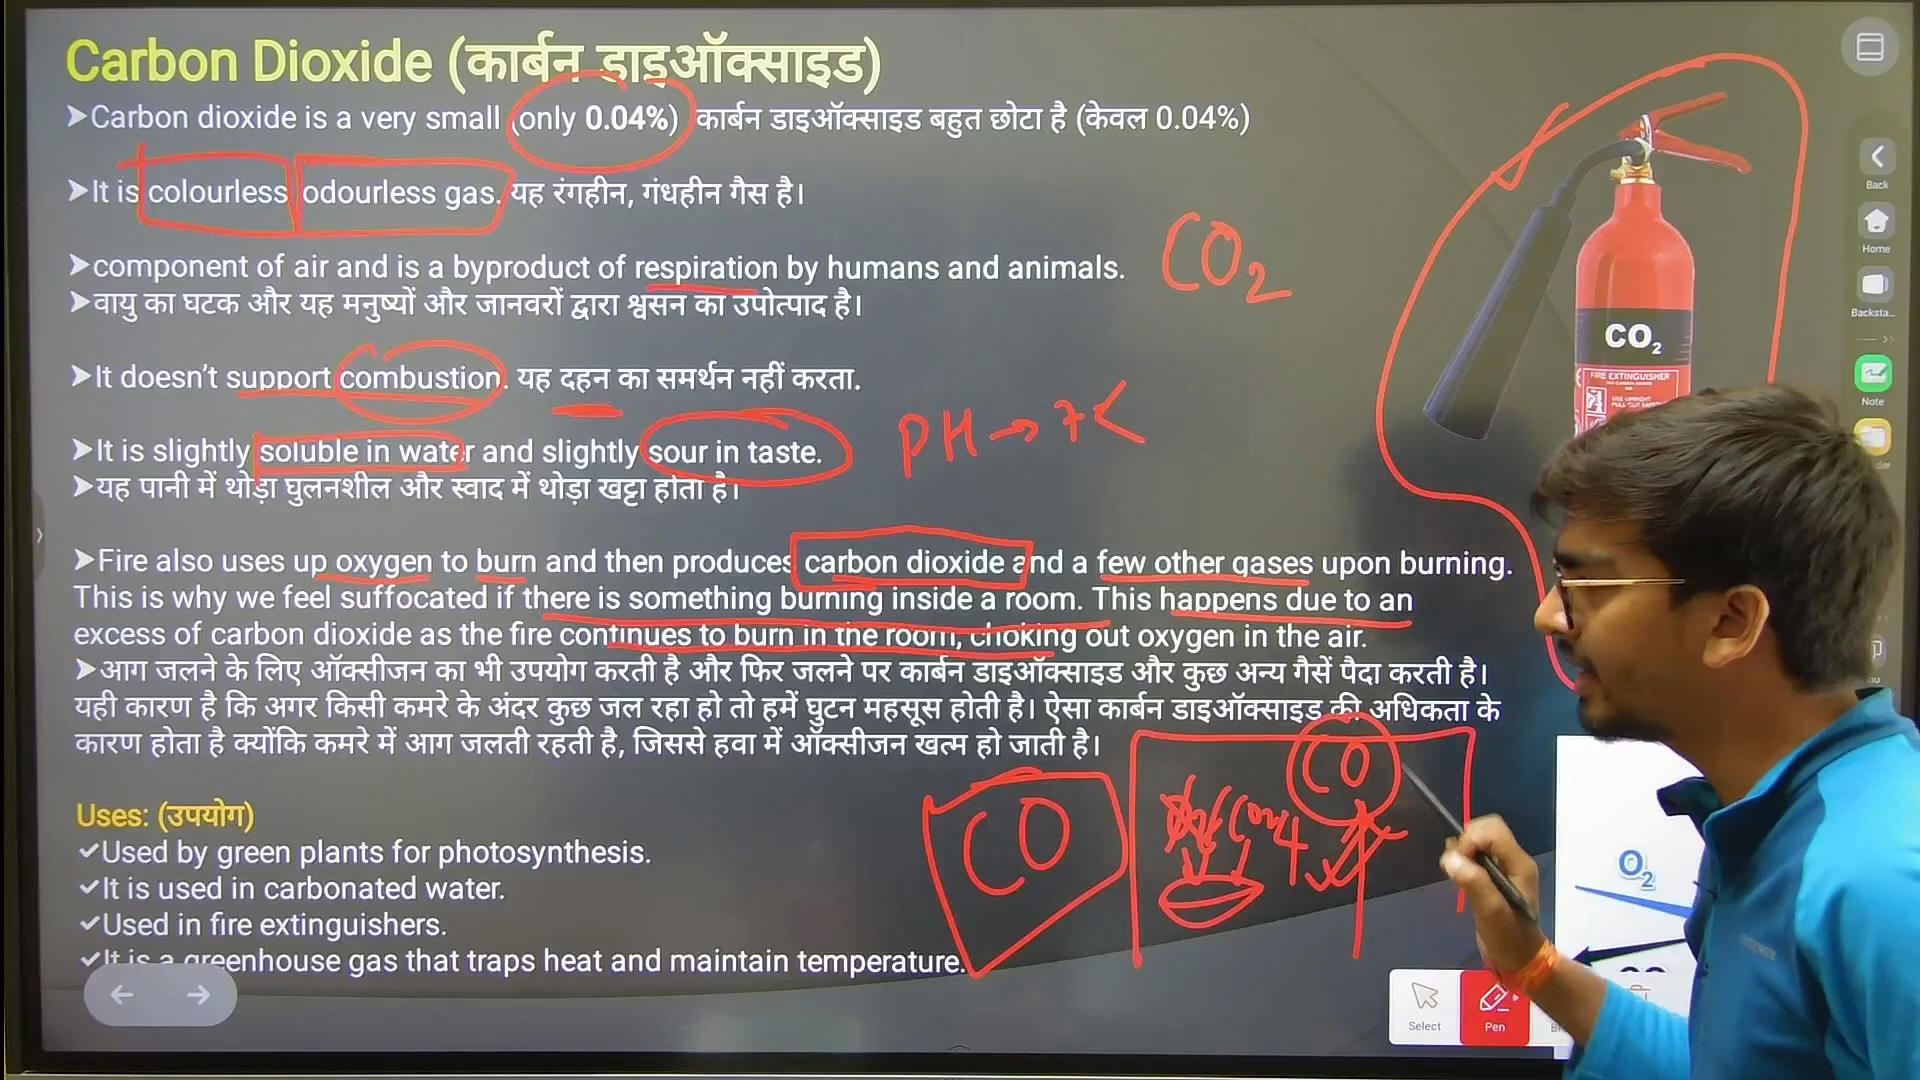 Carbon Dioxide (कार्बन डाइऑक्साइड)
➤Carbon dioxide is a very small (only 0.04%) कार्बन डाइऑक्साइड बहुत छोटा है (केवल 0.04%)
➤It is colourless odourless gas. यह रंगहीन, गंधहीन गैस है।
➤component of air and is a byproduct of respiration by humans and animals.
➤वायु का घटक और यह मनुष्यों और जानवरों द्वारा श्वसन का उपोत्पाद है।
CO2
➤It doesn't support combustion. यह दहन का समर्थन नहीं करता.
➤It is slightly soluble in water and slightly sour in taste.
➤यह पानी में थोड़ा घुलनशील और स्वाद में थोड़ा खट्टा होता है।
PH → 7<
➤Fire also uses up oxygen to burn and then produces carbon dioxide and a few other gases upon burning.
This is why we feel suffocated if there is something burning inside a room. This happens due to an
excess of carbon dioxide as the fire continues to burn in the room, choking out oxygen in the air.
➤आग जलने के लिए ऑक्सीजन का भी उपयोग करती है और फिर जलने पर कार्बन डाइऑक्साइड और कुछ अन्य गैसें पैदा करती है।
यही कारण है कि अगर किसी कमरे के अंदर कुछ जल रहा हो तो हमें घुटन महसूस होती है। ऐसा कार्बन डाइऑक्साइड की अधिकता के
कारण होता है क्योंकि कमरे में आग जलती रहती है, जिससे हवा में ऑक्सीजन खत्म हो जाती है।
CO
CO2
CO
Uses: (उपयोग)
✓Used by green plants for photosynthesis.
✓It is used in carbonated water.
✓Used in fire extinguishers.
✓It is a greenhouse gas that traps heat and maintain temperature.
CO2
FIRE EXTINGUISHER
O2
Back
Home
Backsta...
Note
Select
Pen